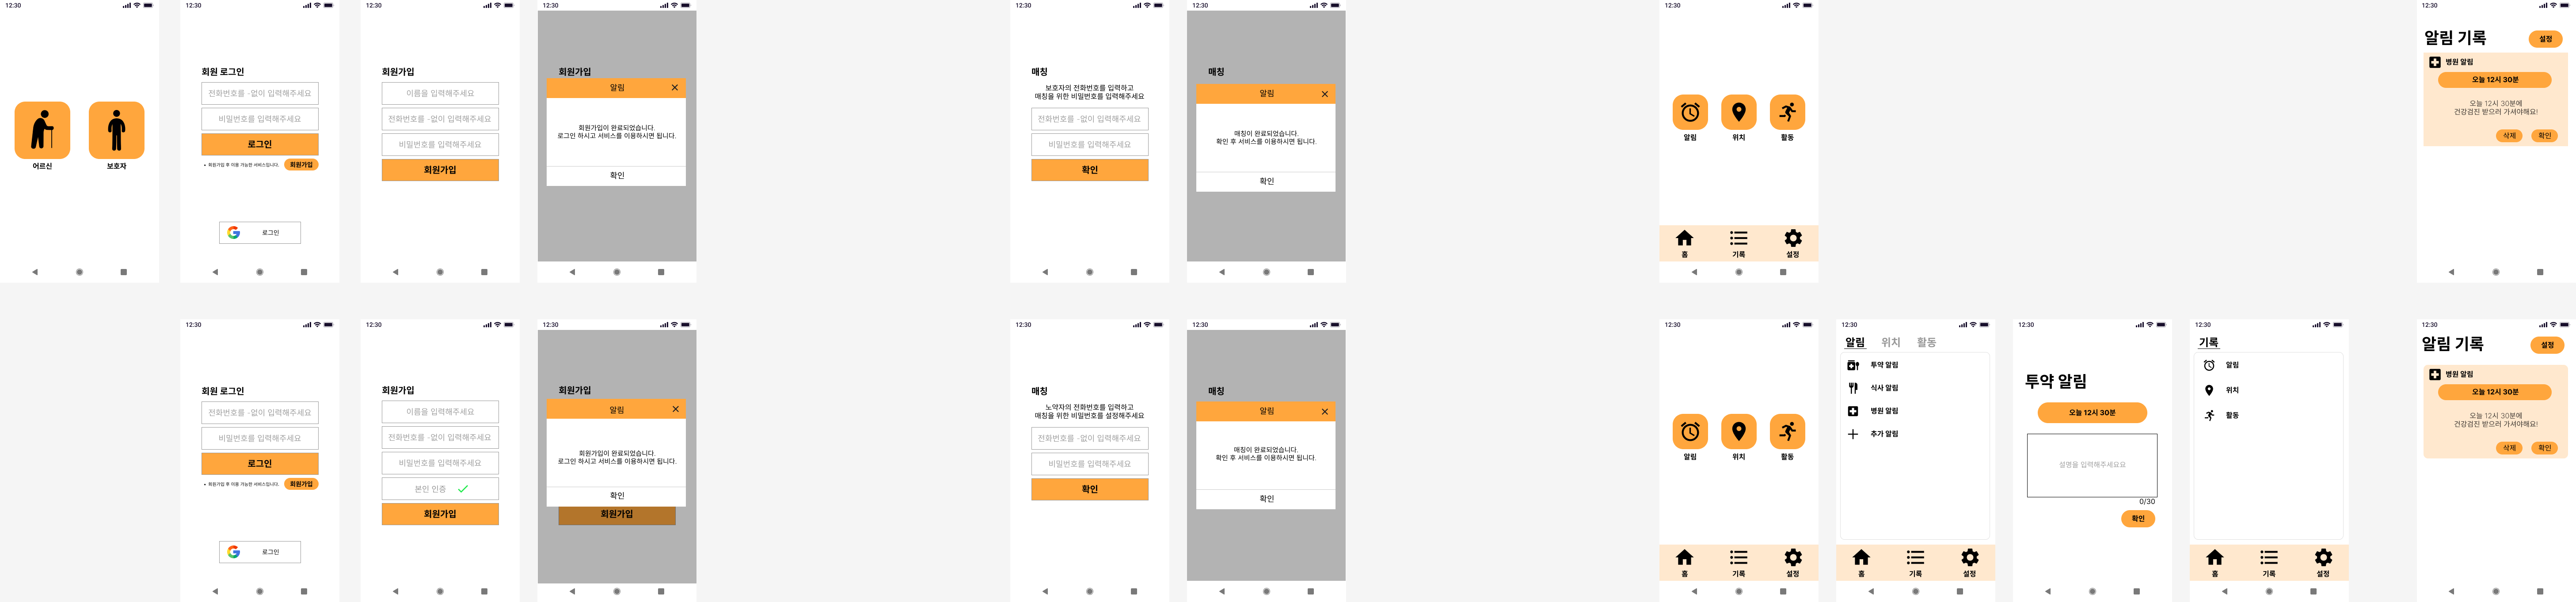 12:30
어르신
보호자
12:30
회원 로그인
전화번호를 -없이 입력해주세요
비밀번호를 입력해주세요
로그인
• 회원가입 후 이용 가능한 서비스입니다.
회원가입
로그인
12:30
회원가입
이름을 입력해주세요
전화번호를 -없이 입력해주세요
비밀번호를 입력해주세요
회원가입
12:30
회원가입
알림
회원가입이 완료되었습니다.
로그인 하시고 서비스를 이용하시면 됩니다.
확인
12:30
매칭
보호자의 전화번호를 입력하고
매칭을 위한 비밀번호를 입력해주세요
전화번호를 -없이 입력해주세요
비밀번호를 입력해주세요
확인
12:30
매칭
알림
매칭이 완료되었습니다.
확인 후 서비스를 이용하시면 됩니다.
확인
12:30
알림
위치
활동
홈
기록
설정
12:30
알림 기록
설정
병원 알림
오늘 12시 30분
오늘 12시 30분에
건강검진 받으러 가셔야해요!
삭제
확인
12:30
회원 로그인
전화번호를 -없이 입력해주세요
비밀번호를 입력해주세요
로그인
• 회원가입 후 이용 가능한 서비스입니다.
회원가입
로그인
12:30
회원가입
이름을 입력해주세요
전화번호를 -없이 입력해주세요
비밀번호를 입력해주세요
본인 인증
회원가입
12:30
회원가입
알림
회원가입이 완료되었습니다.
로그인 하시고 서비스를 이용하시면 됩니다.
확인
회원가입
12:30
매칭
노약자의 전화번호를 입력하고
매칭을 위한 비밀번호를 설정해주세요
전화번호를 -없이 입력해주세요
비밀번호를 입력해주세요
확인
12:30
매칭
알림
매칭이 완료되었습니다.
확인 후 서비스를 이용하시면 됩니다.
확인
12:30
알림
위치
활동
홈
기록
설정
12:30
알림 위치 활동
투약 알림
식사 알림
병원 알림
추가 알림
홈
기록
설정
12:30
투약 알림
오늘 12시 30분
설명을 입력해주세요요
0/30
확인
12:30
기록
알림
위치
활동
홈
기록
설정
12:30
알림 기록
설정
병원 알림
오늘 12시 30분
오늘 12시 30분에
건강검진 받으러 가셔야해요!
삭제
확인